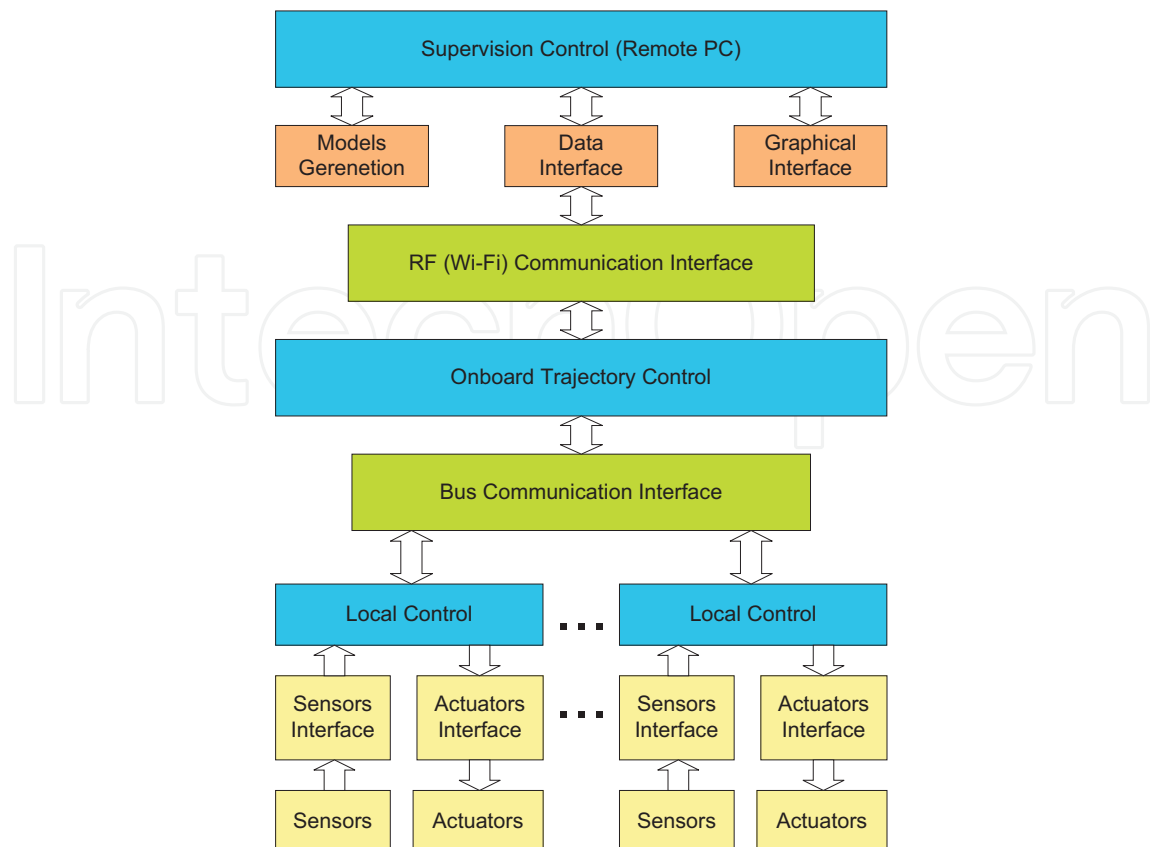 Supervision Control (Remote PC)
Models
Gerenetion
Data
Interface
Graphical
Interface
RF (Wi-Fi) Communication Interface
IntechOpen
Onboard Trajectory Control
Bus Communication Interface
Local Control
...
Local Control
Sensors
Interface
Actuators
Interface
...
Sensors
Interface
Actuators
Interface
Sensors
Actuators
Sensors
Actuators